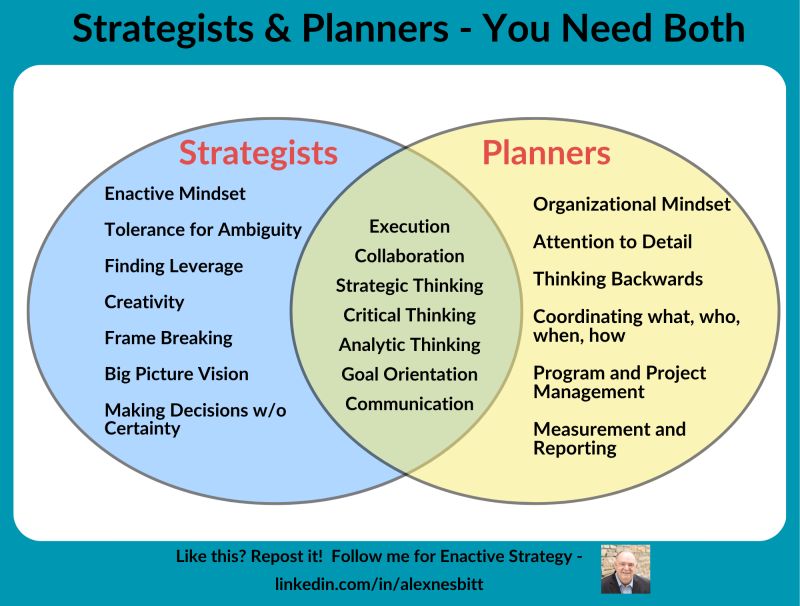 Strategists & Planners - You Need Both
Strategists
Enactive Mindset
Tolerance for Ambiguity
Finding Leverage
Creativity
Frame Breaking
Big Picture Vision
Making Decisions w/o
Certainty
Execution
Collaboration
Strategic Thinking
Critical Thinking
Analytic Thinking
Goal Orientation
Communication
Planners
Organizational Mindset
Attention to Detail
Thinking Backwards
Coordinating what, who,
when, how
Program and Project
Management
Measurement and
Reporting
Like this? Repost it!  Follow me for Enactive Strategy -
linkedin.com/in/alexnesbitt